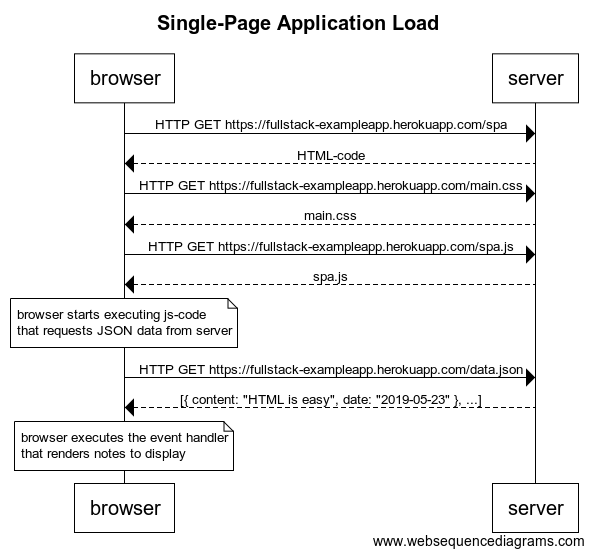 Single-Page Application Load
browser
server
HTTP GET https://fullstack-exampleapp.herokuapp.com/spa
HTML-code
HTTP GET https://fullstack-exampleapp.herokuapp.com/main.css
main.css
HTTP GET https://fullstack-exampleapp.herokuapp.com/spa.js
spa.js
browser starts executing js-code
that requests JSON data from server
HTTP GET https://fullstack-exampleapp.herokuapp.com/data.json
[{ content: "HTML is easy", date: "2019-05-23" }, ...]
browser executes the event handler
that renders notes to display
browser
server
www.websequencediagrams.com